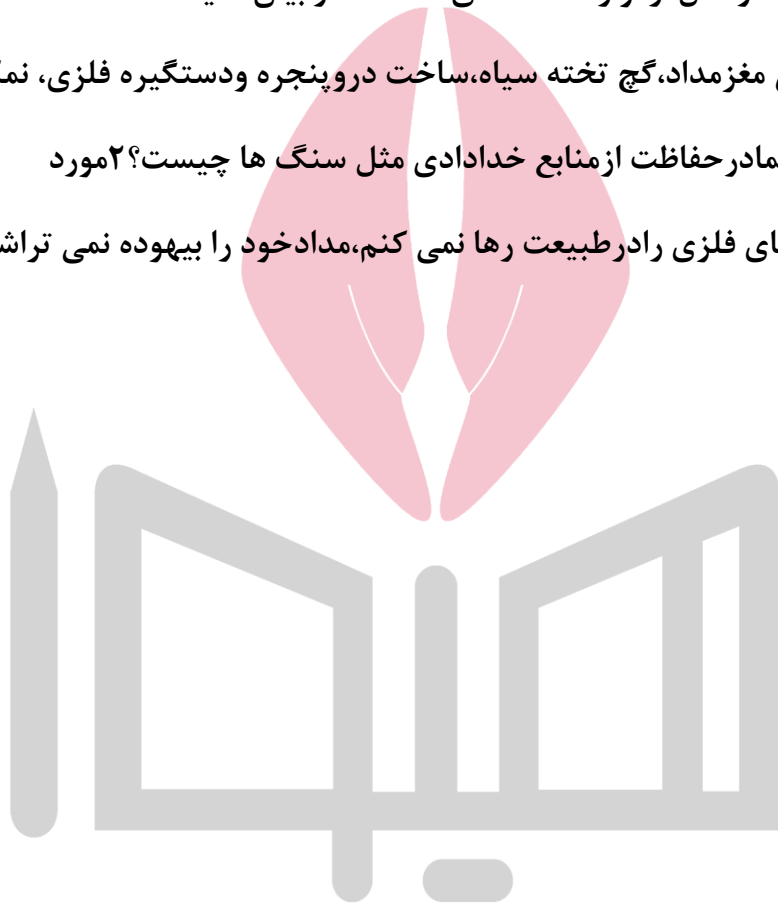 مغزمداد،گچ تخته سیاه،ساخت دروپنجره ودستگیره فلزی،
مادرحفاظت ازمنابع خدادادی مثل سنگ ها چیست؟۲مورد
ای فلزی رادرطبیعت رها نمی کنم،مدادخود را بیهوده نمی تراش